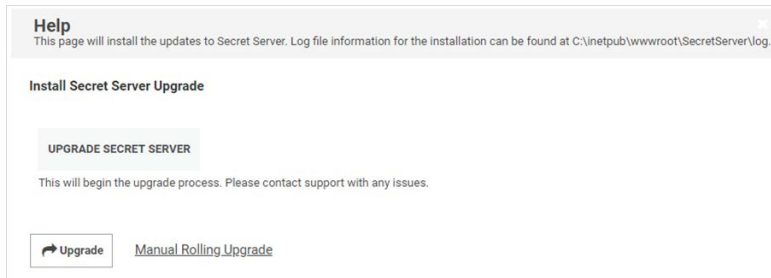 Help
This page will install the updates to Secret Server. Log file information for the installation can be found at C:\inetpub\wwwroot\SecretServer\log.
Install Secret Server Upgrade
UPGRADE SECRET SERVER
This will begin the upgrade process. Please contact support with any issues.
Upgrade Manual Rolling Upgrade